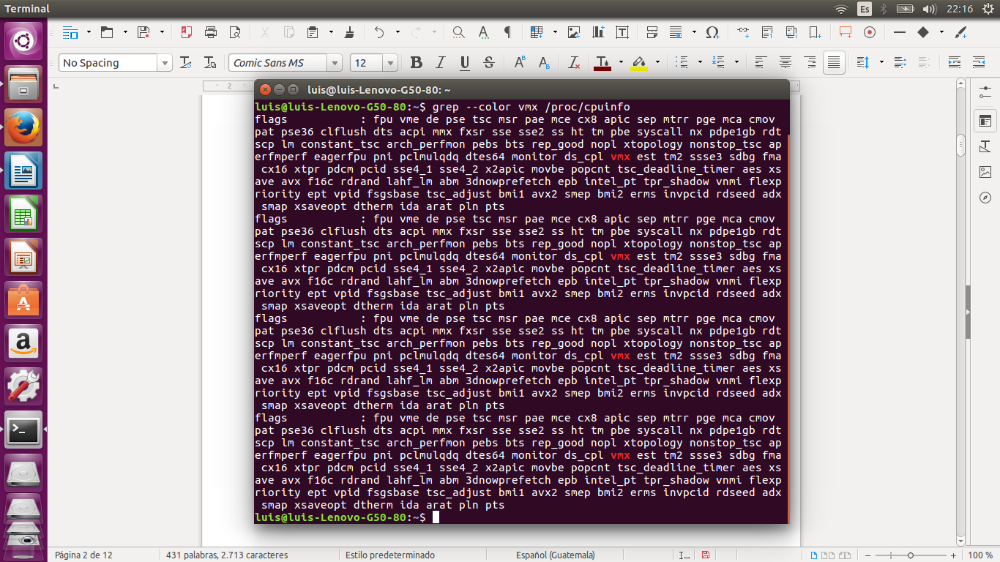 Terminal
Es
22:16
No Spacing
Comic Sans MS
12
2
luis@luis-Lenovo-G50-80: ~
luis@luis-Lenovo-G50-80:~$ grep --color vmx /proc/cpuinfo
flags : fpu vme de pse tsc msr pae mce cx8 apic sep mtrr pge mca cmov
pat pse36 clflush dts acpi mmx fxsr sse sse2 ss ht tm pbe syscall nx pdpe1gb rdt
scp lm constant_tsc arch_perfmon pebs bts rep_good nopl xtopology nonstop_tsc ap
erfmperf eagerfpu pni pclmulqdq dtes64 monitor ds_cpl vmx est tm2 ssse3 sdbg fma
cx16 xtpr pdcm pcid sse4_1 sse4_2 x2apic movbe popcnt tsc_deadline_timer aes xs
ave avx f16c rdrand lahf_lm abm 3dnowprefetch epb intel_pt tpr_shadow vnmi flexp
riority ept vpid fsgsbase tsc_adjust bmi1 avx2 smep bmi2 erms invpcid rdseed adx
smap xsaveopt dtherm ida arat pln pts
flags : fpu vme de pse tsc msr pae mce cx8 apic sep mtrr pge mca cmov
pat pse36 clflush dts acpi mmx fxsr sse sse2 ss ht tm pbe syscall nx pdpe1gb rdt
scp lm constant_tsc arch_perfmon pebs bts rep_good nopl xtopology nonstop_tsc ap
erfmperf eagerfpu pni pclmulqdq dtes64 monitor ds_cpl vmx est tm2 ssse3 sdbg fma
cx16 xtpr pdcm pcid sse4_1 sse4_2 x2apic movbe popcnt tsc_deadline_timer aes xs
ave avx f16c rdrand lahf_lm abm 3dnowprefetch epb intel_pt tpr_shadow vnmi flexp
riority ept vpid fsgsbase tsc_adjust bmi1 avx2 smep bmi2 erms invpcid rdseed adx
smap xsaveopt dtherm ida arat pln pts
flags : fpu vme de pse tsc msr pae mce cx8 apic sep mtrr pge mca cmov
pat pse36 clflush dts acpi mmx fxsr sse sse2 ss ht tm pbe syscall nx pdpe1gb rdt
scp lm constant_tsc arch_perfmon pebs bts rep_good nopl xtopology nonstop_tsc ap
erfmperf eagerfpu pni pclmulqdq dtes64 monitor ds_cpl vmx est tm2 ssse3 sdbg fma
cx16 xtpr pdcm pcid sse4_1 sse4_2 x2apic movbe popcnt tsc_deadline_timer aes xs
ave avx f16c rdrand lahf_lm abm 3dnowprefetch epb intel_pt tpr_shadow vnmi flexp
riority ept vpid fsgsbase tsc_adjust bmi1 avx2 smep bmi2 erms invpcid rdseed adx
smap xsaveopt dtherm ida arat pln pts
flags : fpu vme de pse tsc msr pae mce cx8 apic sep mtrr pge mca cmov
pat pse36 clflush dts acpi mmx fxsr sse sse2 ss ht tm pbe syscall nx pdpe1gb rdt
scp lm constant_tsc arch_perfmon pebs bts rep_good nopl xtopology nonstop_tsc ap
erfmperf eagerfpu pni pclmulqdq dtes64 monitor ds_cpl vmx est tm2 ssse3 sdbg fma
cx16 xtpr pdcm pcid sse4_1 sse4_2 x2apic movbe popcnt tsc_deadline_timer aes xs
ave avx f16c rdrand lahf_lm abm 3dnowprefetch epb intel_pt tpr_shadow vnmi flexp
riority ept vpid fsgsbase tsc_adjust bmi1 avx2 smep bmi2 erms invpcid rdseed adx
smap xsaveopt dtherm ida arat pln pts
luis@luis-Lenovo-G50-80:~$
Página 2 de 12
431 palabras, 2.713 caracteres
Estilo predeterminado
Español (Guatemala)
100 %